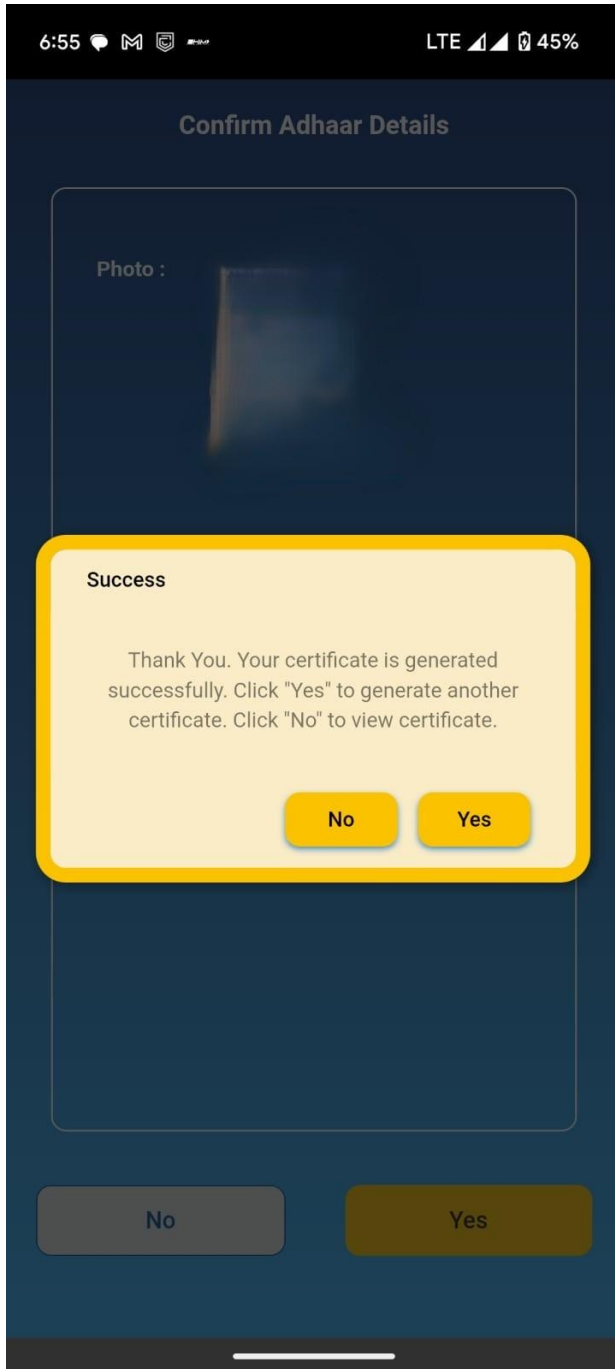 6:55 LTE 45%
Confirm Adhaar Details
Photo :
Success
Thank You. Your certificate is generated
successfully. Click "Yes" to generate another
certificate. Click "No" to view certificate.
No Yes
No Yes